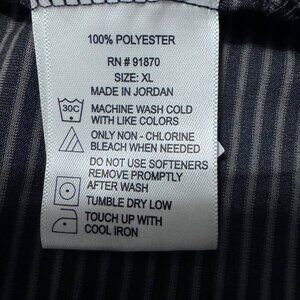 100% POLYESTER
RN # 91870
SIZE: XL
MADE IN JORDAN
30C MACHINE WASH COLD
WITH LIKE COLORS
ONLY NON - CHLORINE
BLEACH WHEN NEEDED
DO NOT USE SOFTENERS
REMOVE PROMPTLY
AFTER WASH
TUMBLE DRY LOW
TOUCH UP WITH
COOL IRON